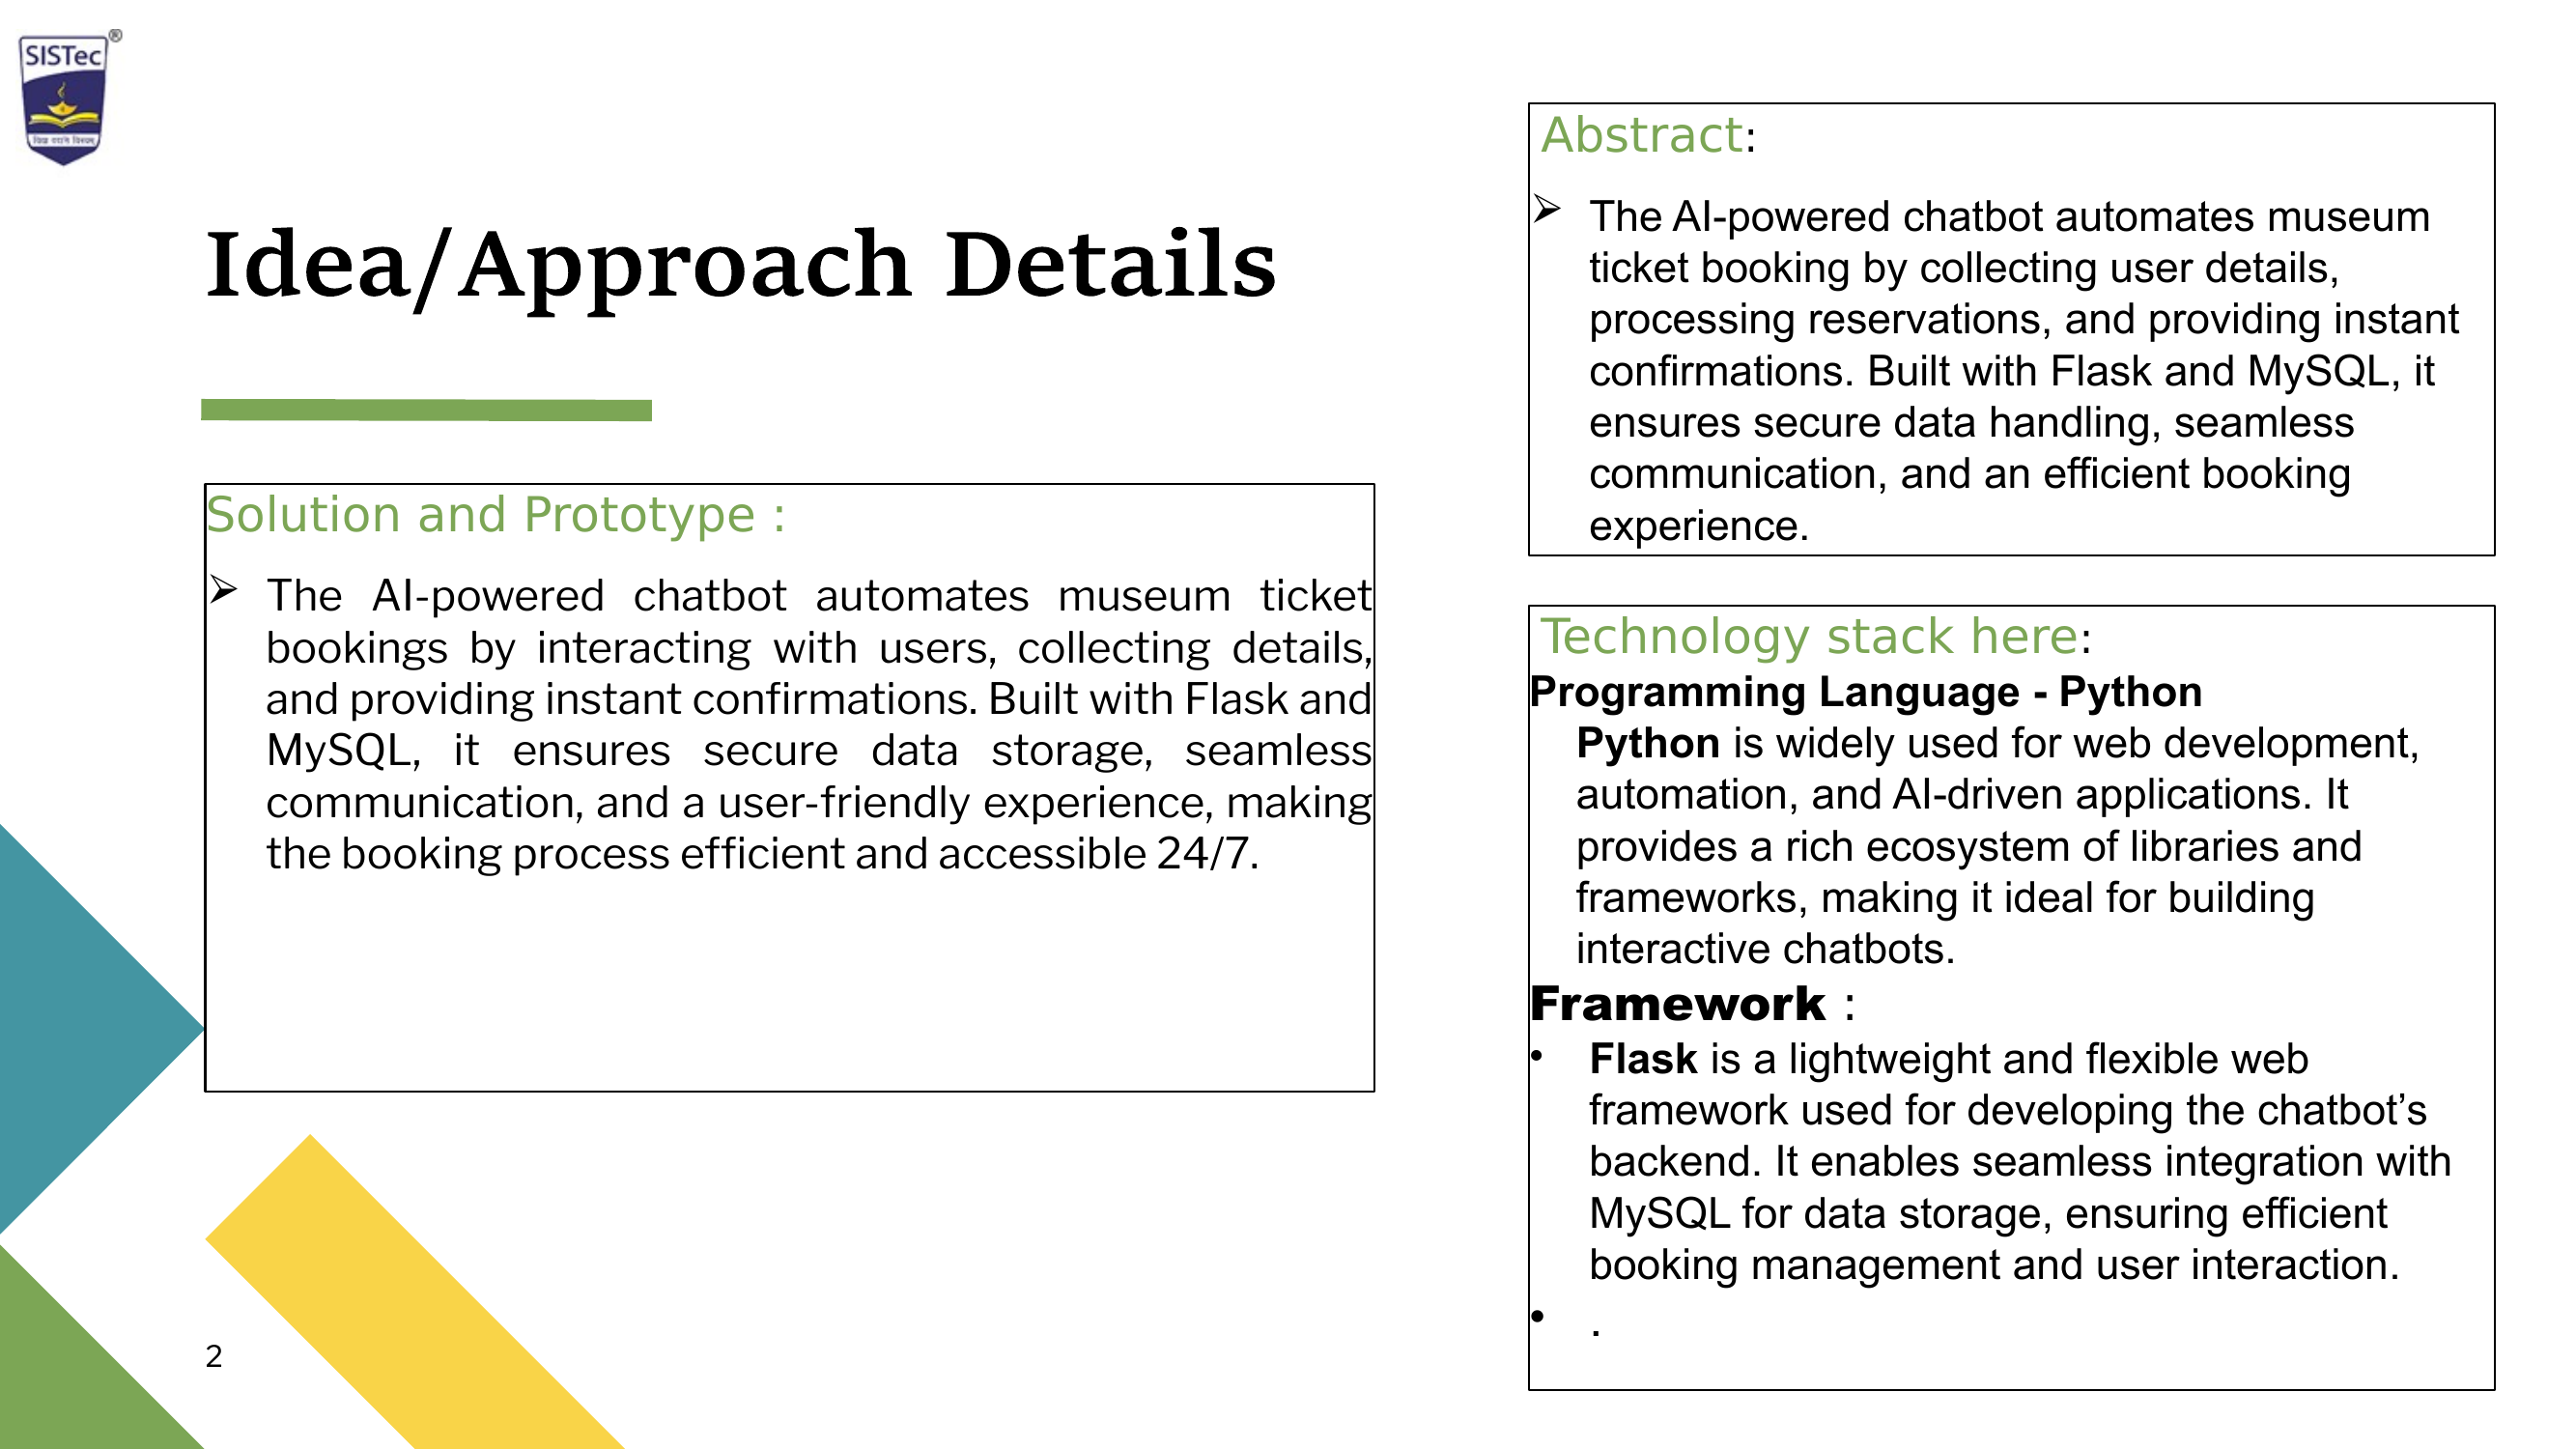 SISTec®
Idea/Approach Details
Solution and Prototype :
➢ The AI-powered chatbot automates museum ticket
bookings by interacting with users, collecting details,
and providing instant confirmations. Built with Flask and
MySQL, it ensures secure data storage, seamless
communication, and a user-friendly experience, making
the booking process efficient and accessible 24/7.
2
Abstract:
➢ The AI-powered chatbot automates museum
ticket booking by collecting user details,
processing reservations, and providing instant
confirmations. Built with Flask and MySQL, it
ensures secure data handling, seamless
communication, and an efficient booking
experience.
Technology stack here:
Programming Language - Python
Python is widely used for web development,
automation, and AI-driven applications. It
provides a rich ecosystem of libraries and
frameworks, making it ideal for building
interactive chatbots.
Framework :
• Flask is a lightweight and flexible web
framework used for developing the chatbot’s
backend. It enables seamless integration with
MySQL for data storage, ensuring efficient
booking management and user interaction.
• .